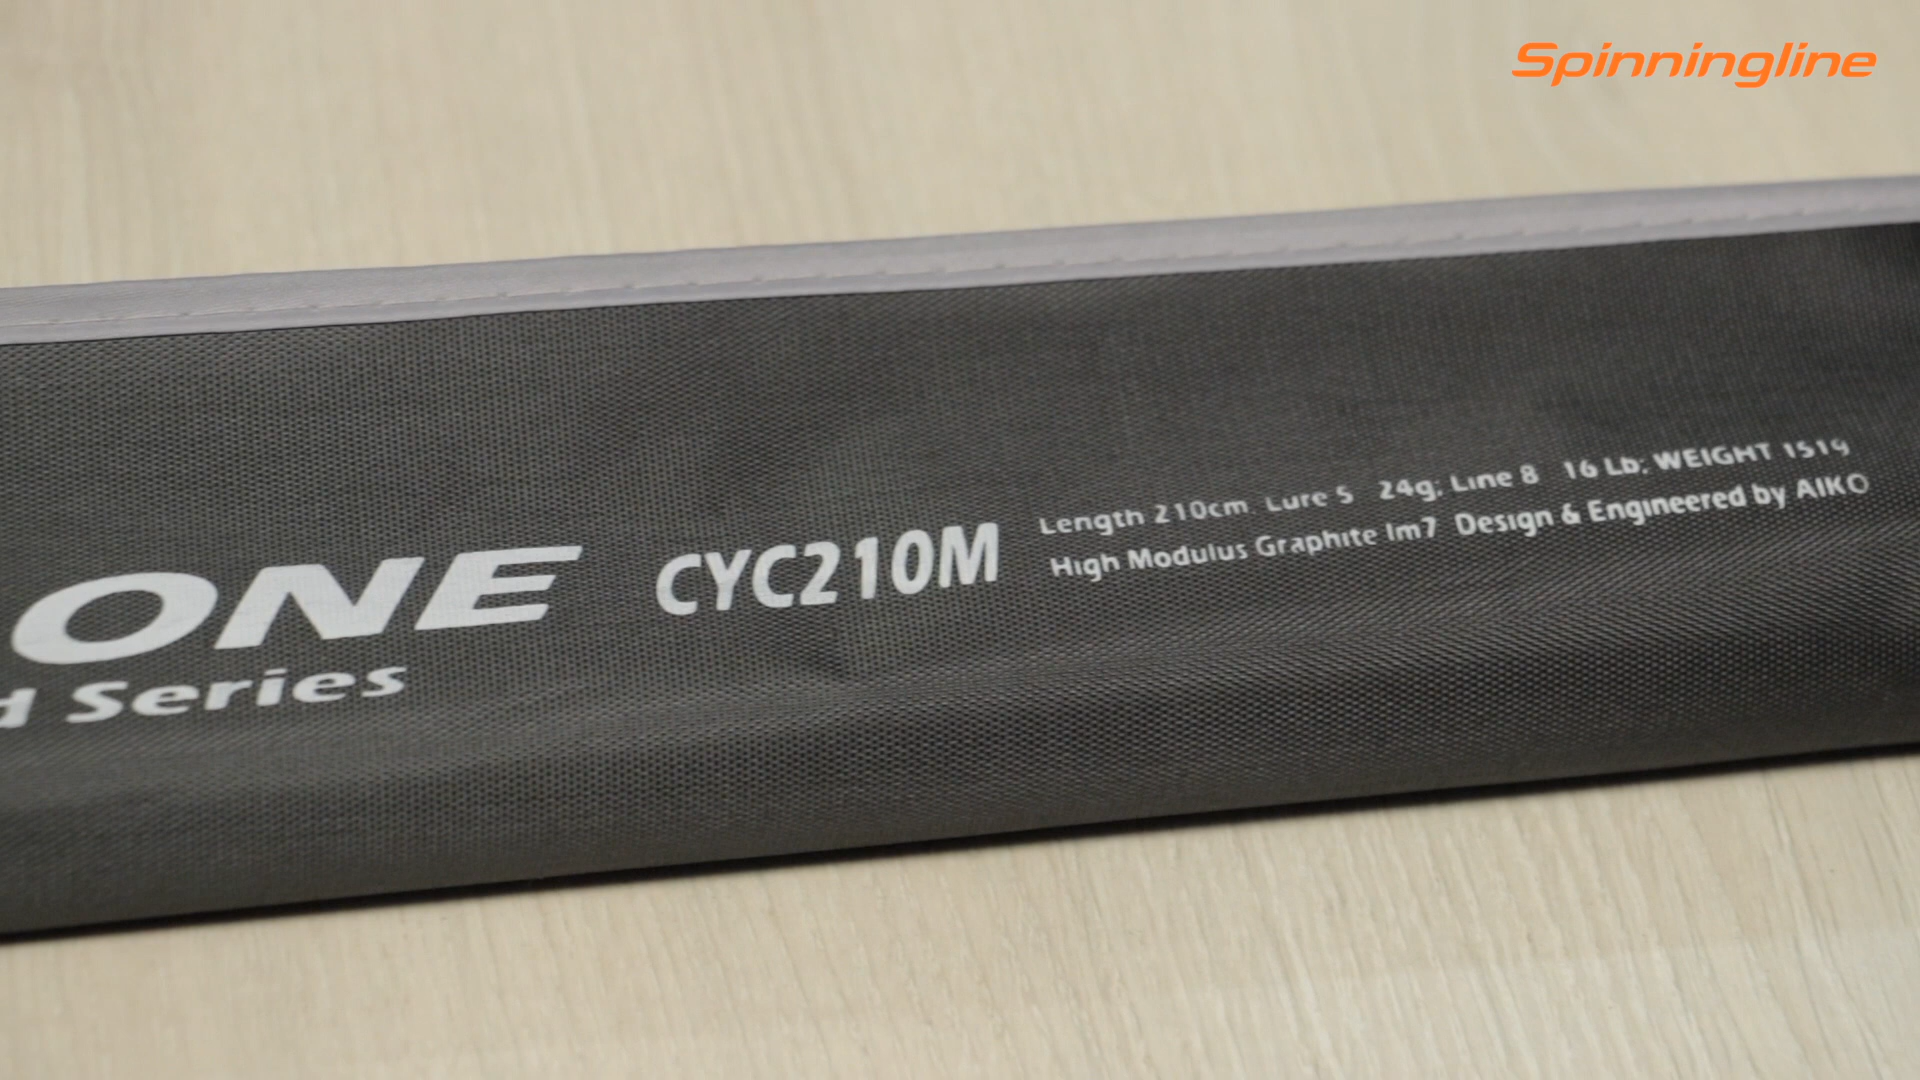 Spinningline
ONE CYC210M
Length 210cm Lure 5 24g; Line 8 16 Lb; WEIGHT 151g
High Modulus Graphite Im7 Design & Engineered by AIKO
Series